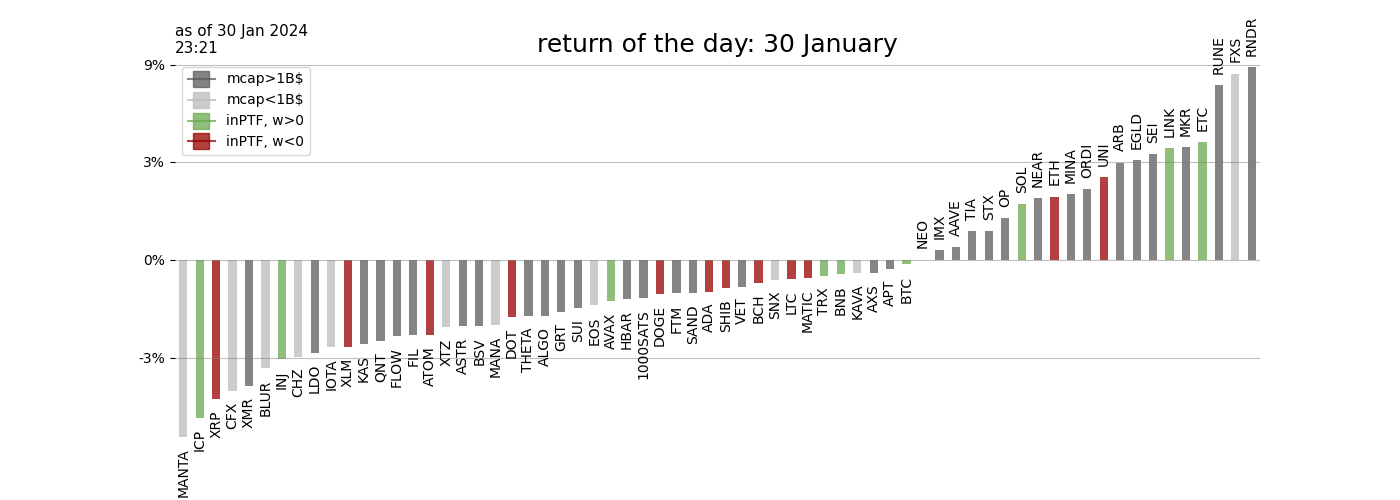 as of 30 Jan 2024
23:21
return of the day: 30 January
9%
3%
0%
-3%
mcap>1B$
mcap<1B$
inPTF, w>0
inPTF, w<0
MANTA
ICP
XRP
CFX
XMR
BLUR
INJ
CHZ
LDO
IOTA
XLM
KAS
QNT
FLOW
FIL
ATOM
XTZ
ASTR
BSV
MANA
DOT
THETA
ALGO
GRT
SUI
EOS
AVAX
HBAR
1000SATS
DOGE
FTM
SAND
ADA
SHIB
VET
BCH
SNX
LTC
MATIC
TRX
BNB
KAVA
AXS
APT
BTC
NEO
IMX
AAVE
TIA
STX
OP
SOL
NEAR
ETH
MINA
ORDI
UNI
ARB
EGLD
SEI
LINK
MKR
ETC
RUNE
FXS
RNDR